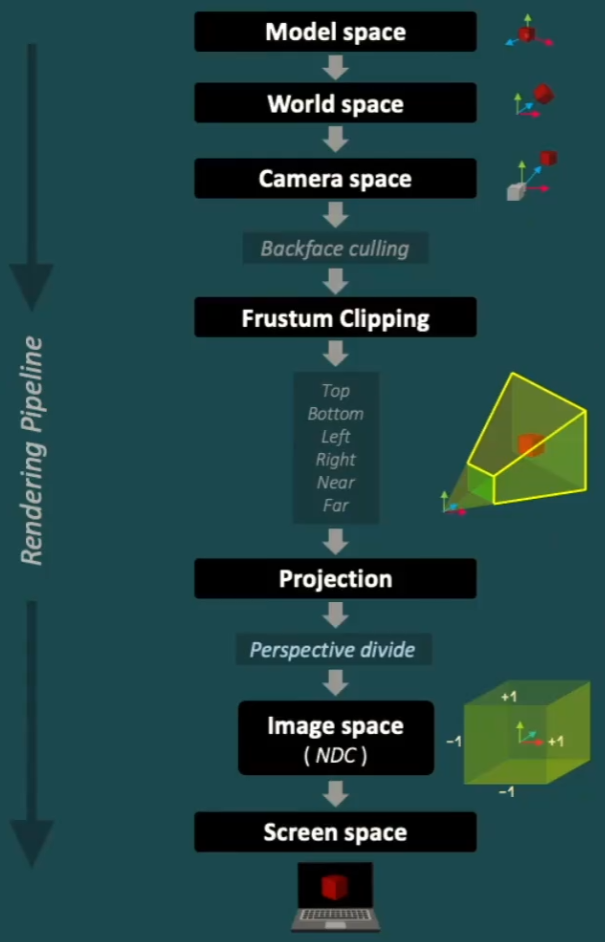 Model space
World space
Camera space
Backface culling
Frustum Clipping
Rendering Pipeline
Top
Bottom
Left
Right
Near
Far
Projection
Perspective divide
Image space
( NDC )
+1
−1
+1
−1
Screen space